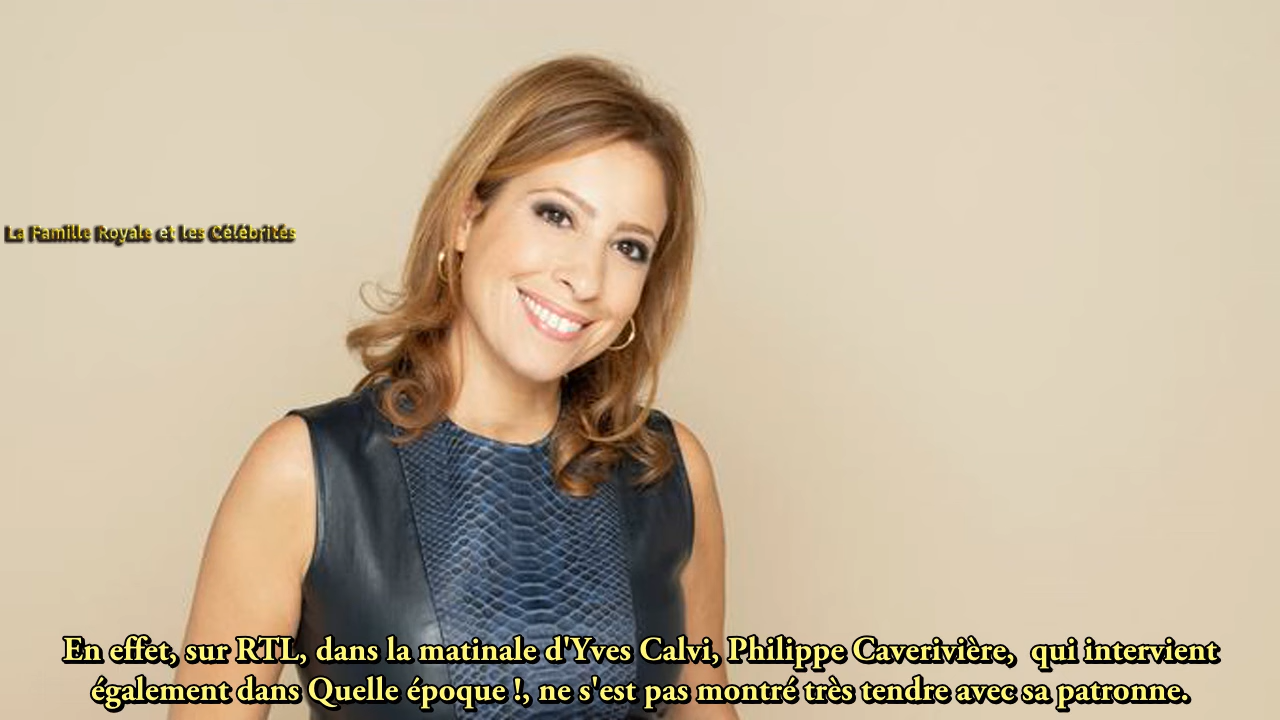 La Famille Royale et les Célébrités
En effet, sur RTL, dans la matinale d'Yves Calvi, Philippe Caverivière,  qui intervient
également dans Quelle époque !, ne s'est pas montré très tendre avec sa patronne.